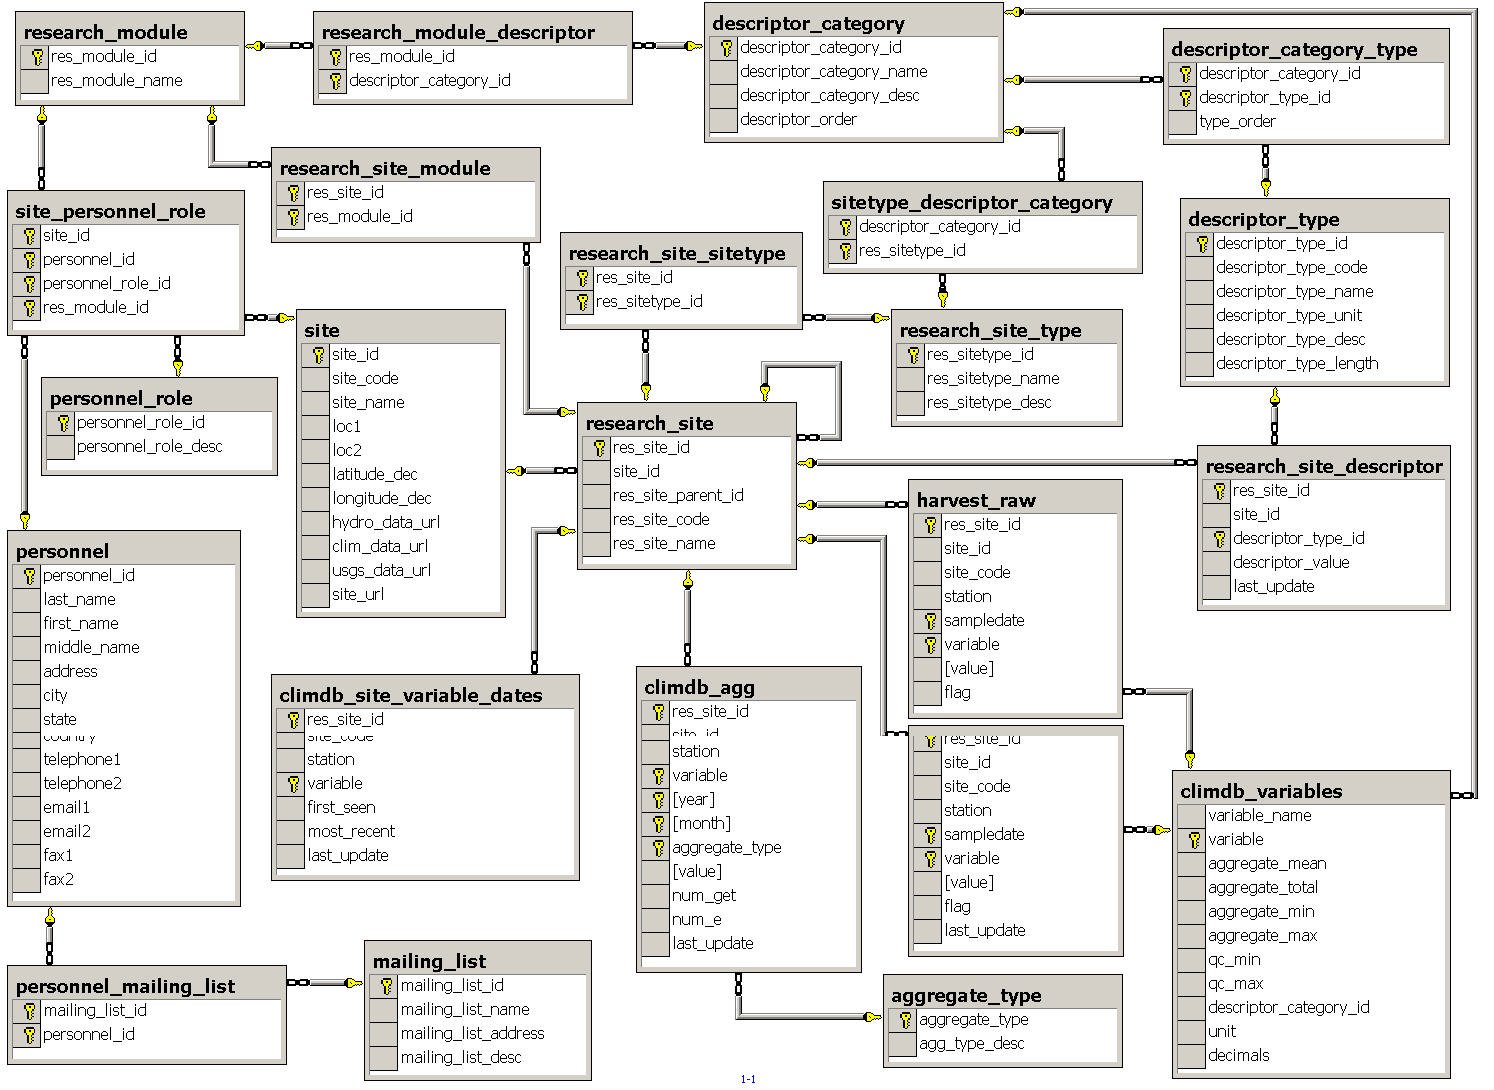 research_module
res_module_id
res_module_name
research_module_descriptor
res_module_id
descriptor_category_id
descriptor_category
descriptor_category_id
descriptor_category_name
descriptor_category_desc
descriptor_order
descriptor_category_type
descriptor_category_id
descriptor_type_id
type_order
research_site_module
res_site_id
res_module_id
site_personnel_role
site_id
personnel_id
personnel_role_id
res_module_id
sitetype_descriptor_category
descriptor_category_id
res_sitetype_id
descriptor_type
descriptor_type_id
descriptor_type_code
descriptor_type_name
descriptor_type_unit
descriptor_type_desc
descriptor_type_length
research_site_sitetype
res_site_id
res_sitetype_id
site
site_id
site_code
site_name
loc1
loc2
latitude_dec
longitude_dec
hydro_data_url
clim_data_url
usgs_data_url
site_url
research_site_type
res_sitetype_id
res_sitetype_name
res_sitetype_desc
personnel_role
personnel_role_id
personnel_role_desc
research_site
res_site_id
site_id
res_site_parent_id
res_site_code
res_site_name
research_site_descriptor
res_site_id
site_id
descriptor_type_id
descriptor_value
last_update
harvest_raw
res_site_id
site_id
site_code
station
sampledate
variable
[value]
flag
personnel
personnel_id
last_name
first_name
middle_name
address
city
state
country
telephone1
telephone2
email1
email2
fax1
fax2
climdb_site_variable_dates
res_site_id
site_code
station
variable
first_seen
most_recent
last_update
climdb_agg
res_site_id
site_id
station
variable
[year]
[month]
aggregate_type
[value]
num_get
num_e
last_update
res_site_id
site_id
site_code
station
sampledate
variable
[value]
flag
last_update
climdb_variables
variable_name
variable
aggregate_mean
aggregate_total
aggregate_min
aggregate_max
qc_min
qc_max
descriptor_category_id
unit
decimals
personnel_mailing_list
mailing_list_id
personnel_id
mailing_list
mailing_list_id
mailing_list_name
mailing_list_address
mailing_list_desc
aggregate_type
aggregate_type
agg_type_desc
1-1